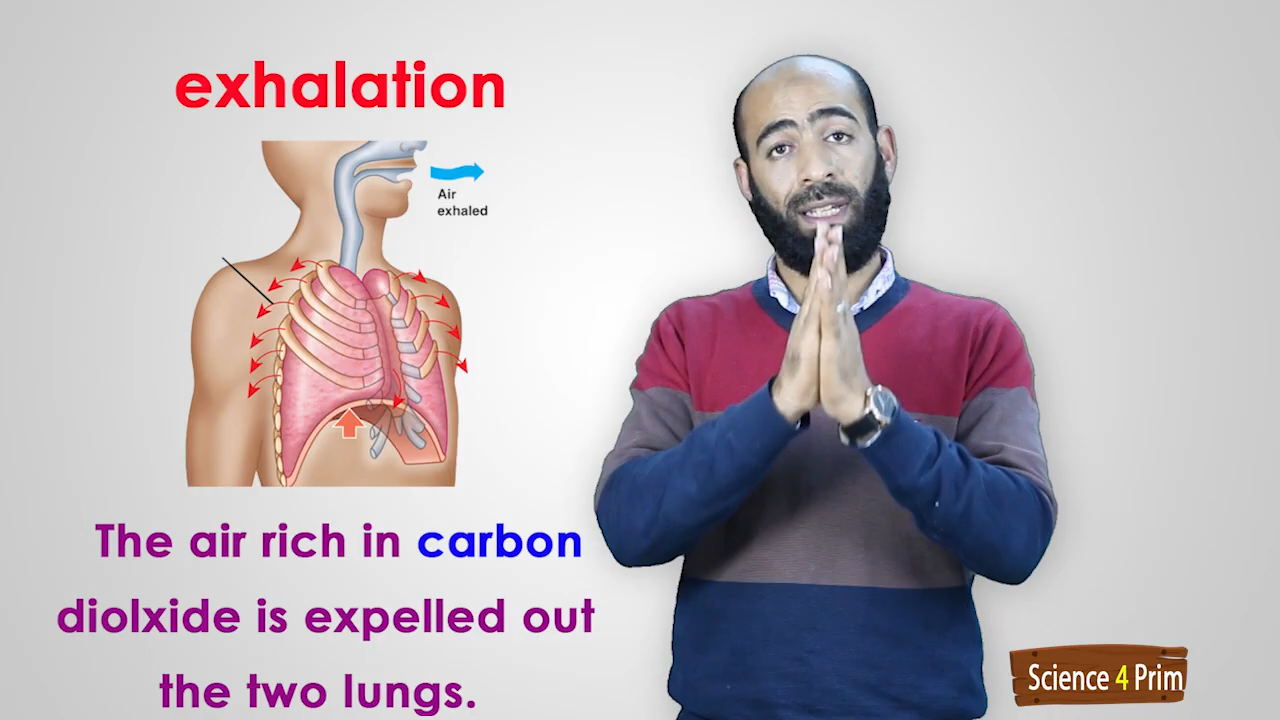 exhalation
Air
exhaled
The air rich in carbon
diolxide is expelled out
the two lungs.
Science 4 Prim